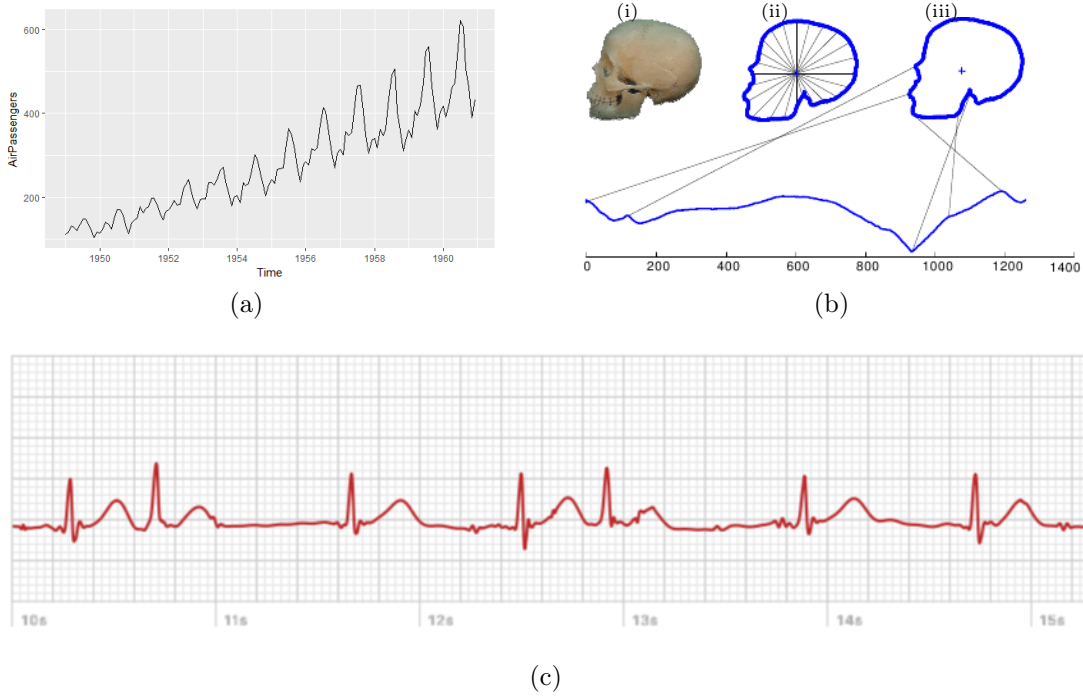 AirPassengers
600
400
200
1950 1952 1954 1956 1958 1960
Time
(a)
(i) (ii) (iii)
0 200 400 600 800 1000 1200 1400
(b)
10s 11s 12s 13s 14s 15s
(c)